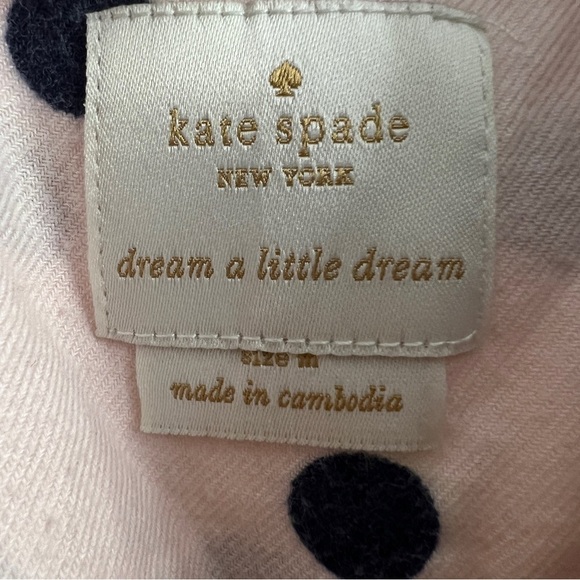 kate spade
NEW YORK
dream a little dream
size m
made in cambodia